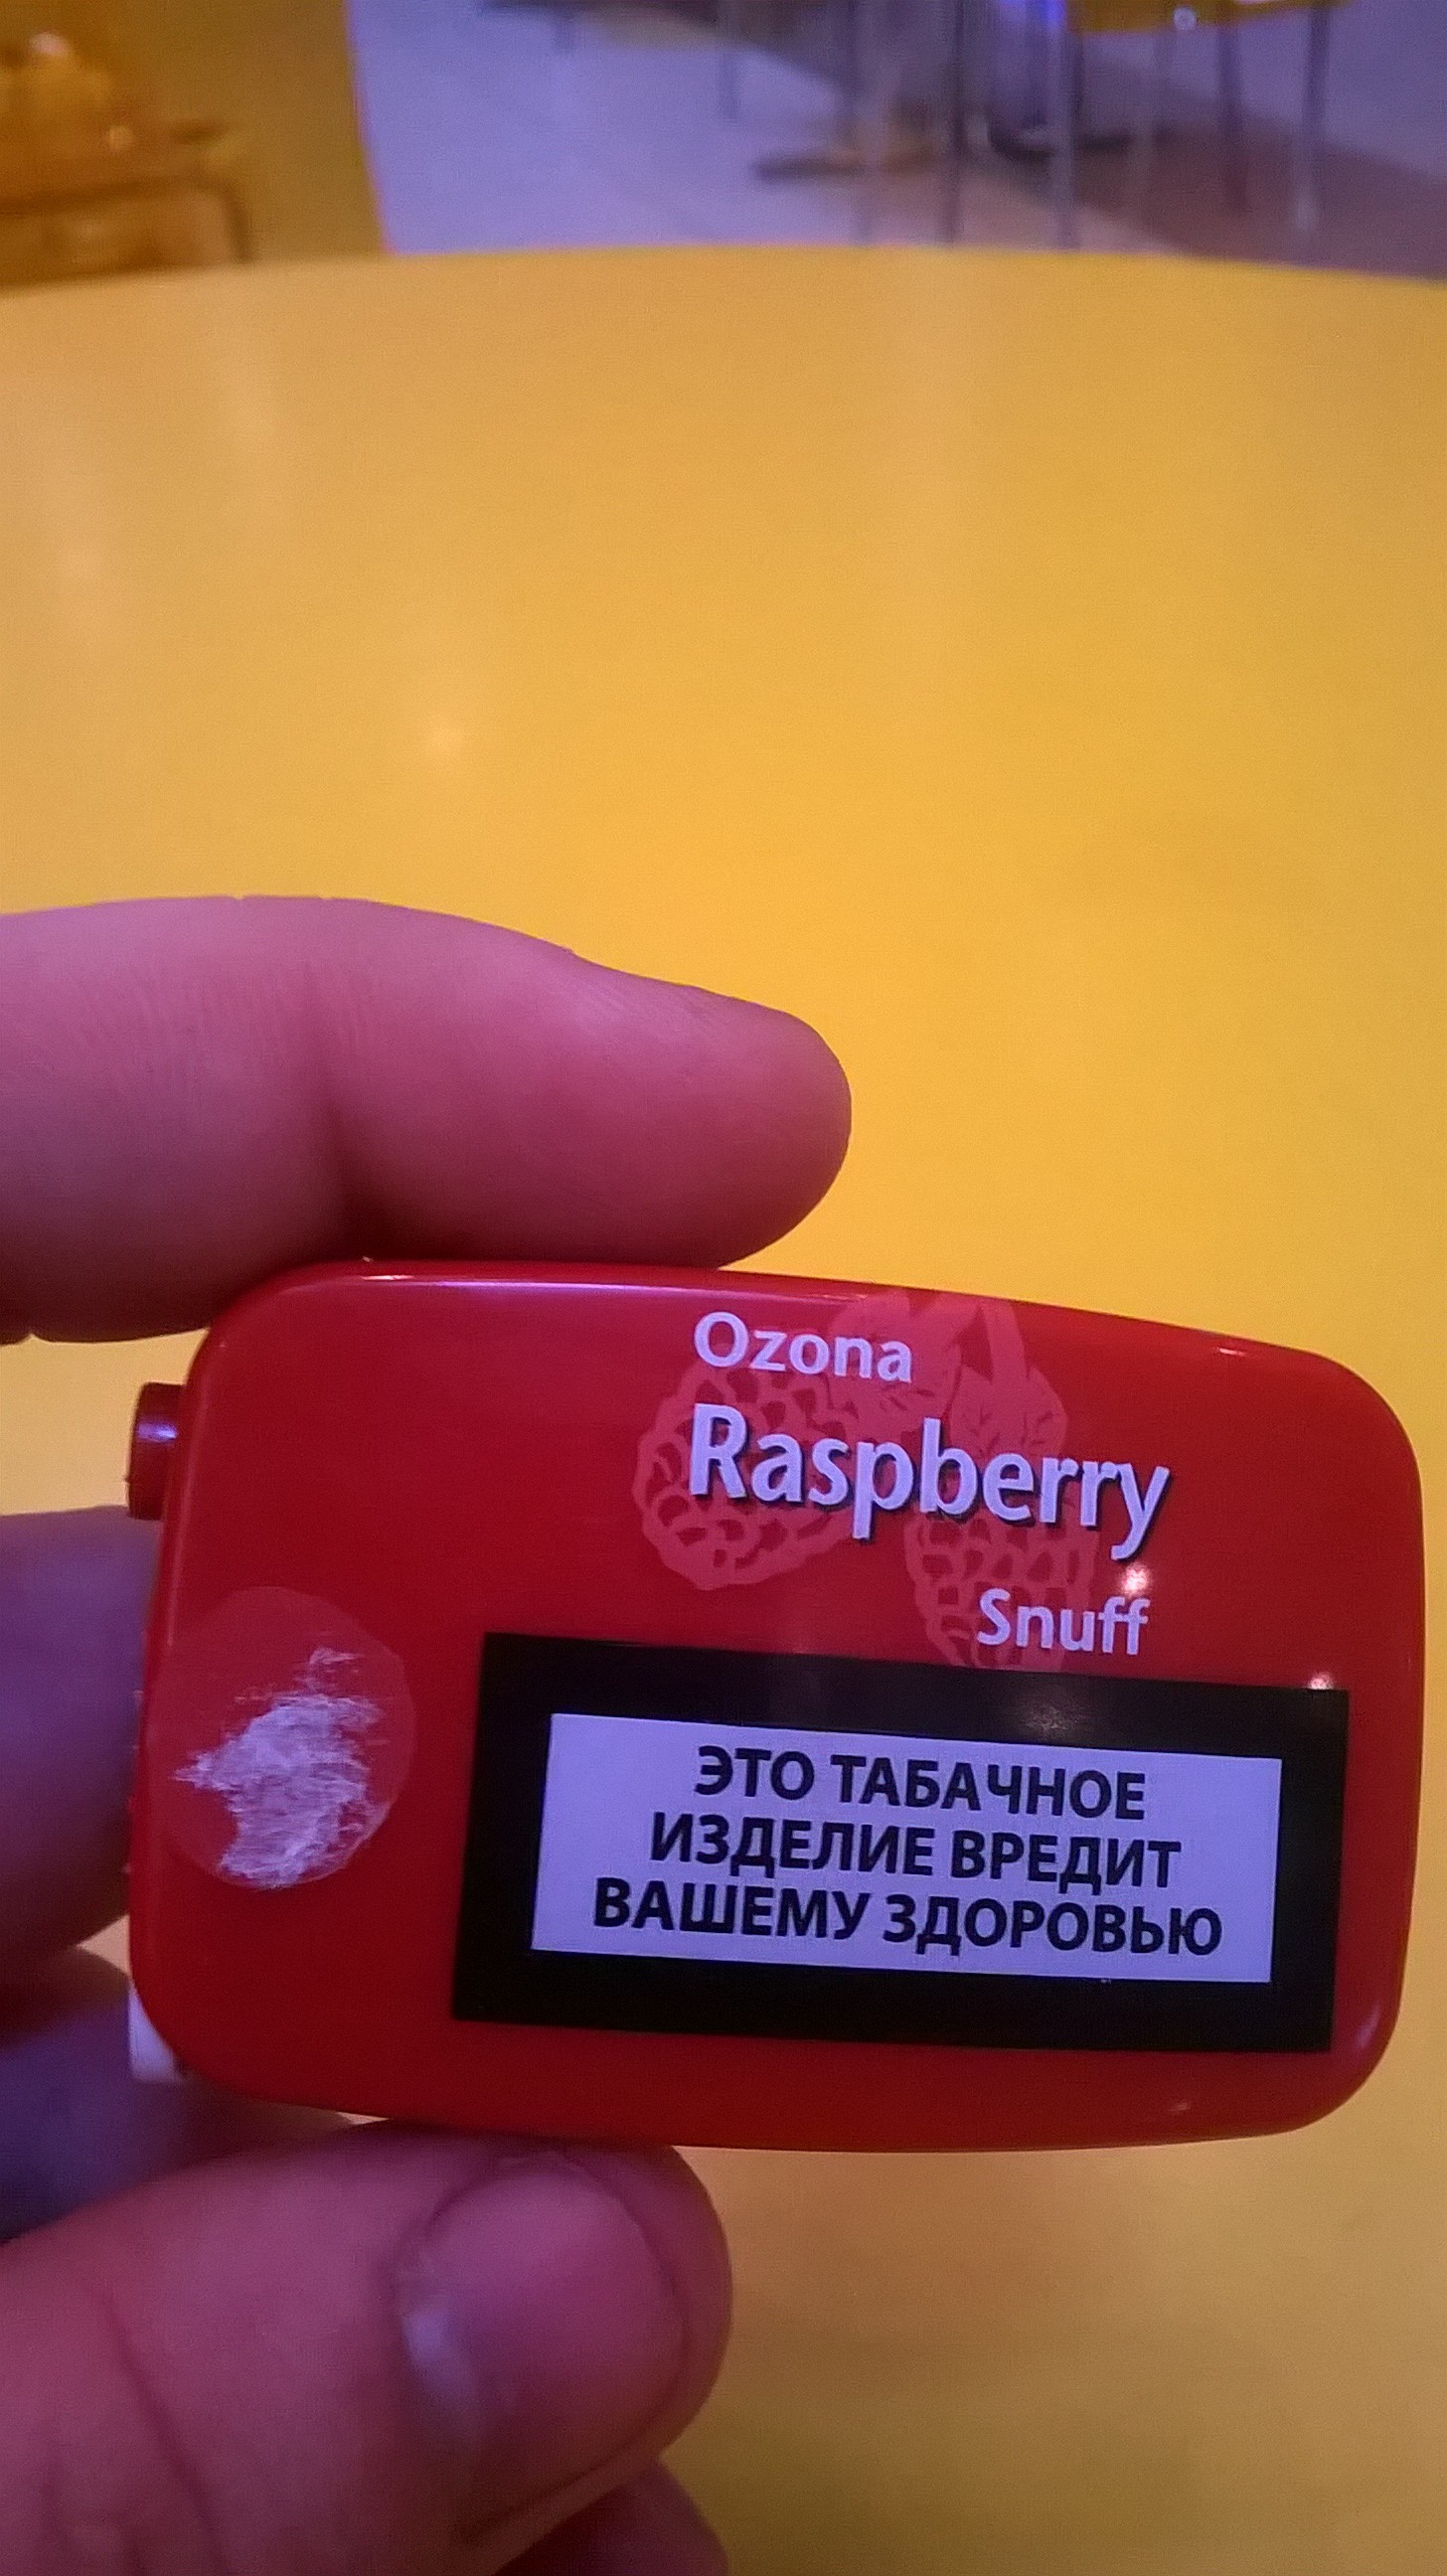 Ozona
Raspberry
Snuff
ЭТО ТАБАЧНОЕ
ИЗДЕЛИЕ ВРЕДИТ
ВАШЕМУ ЗДОРОВЬЮ